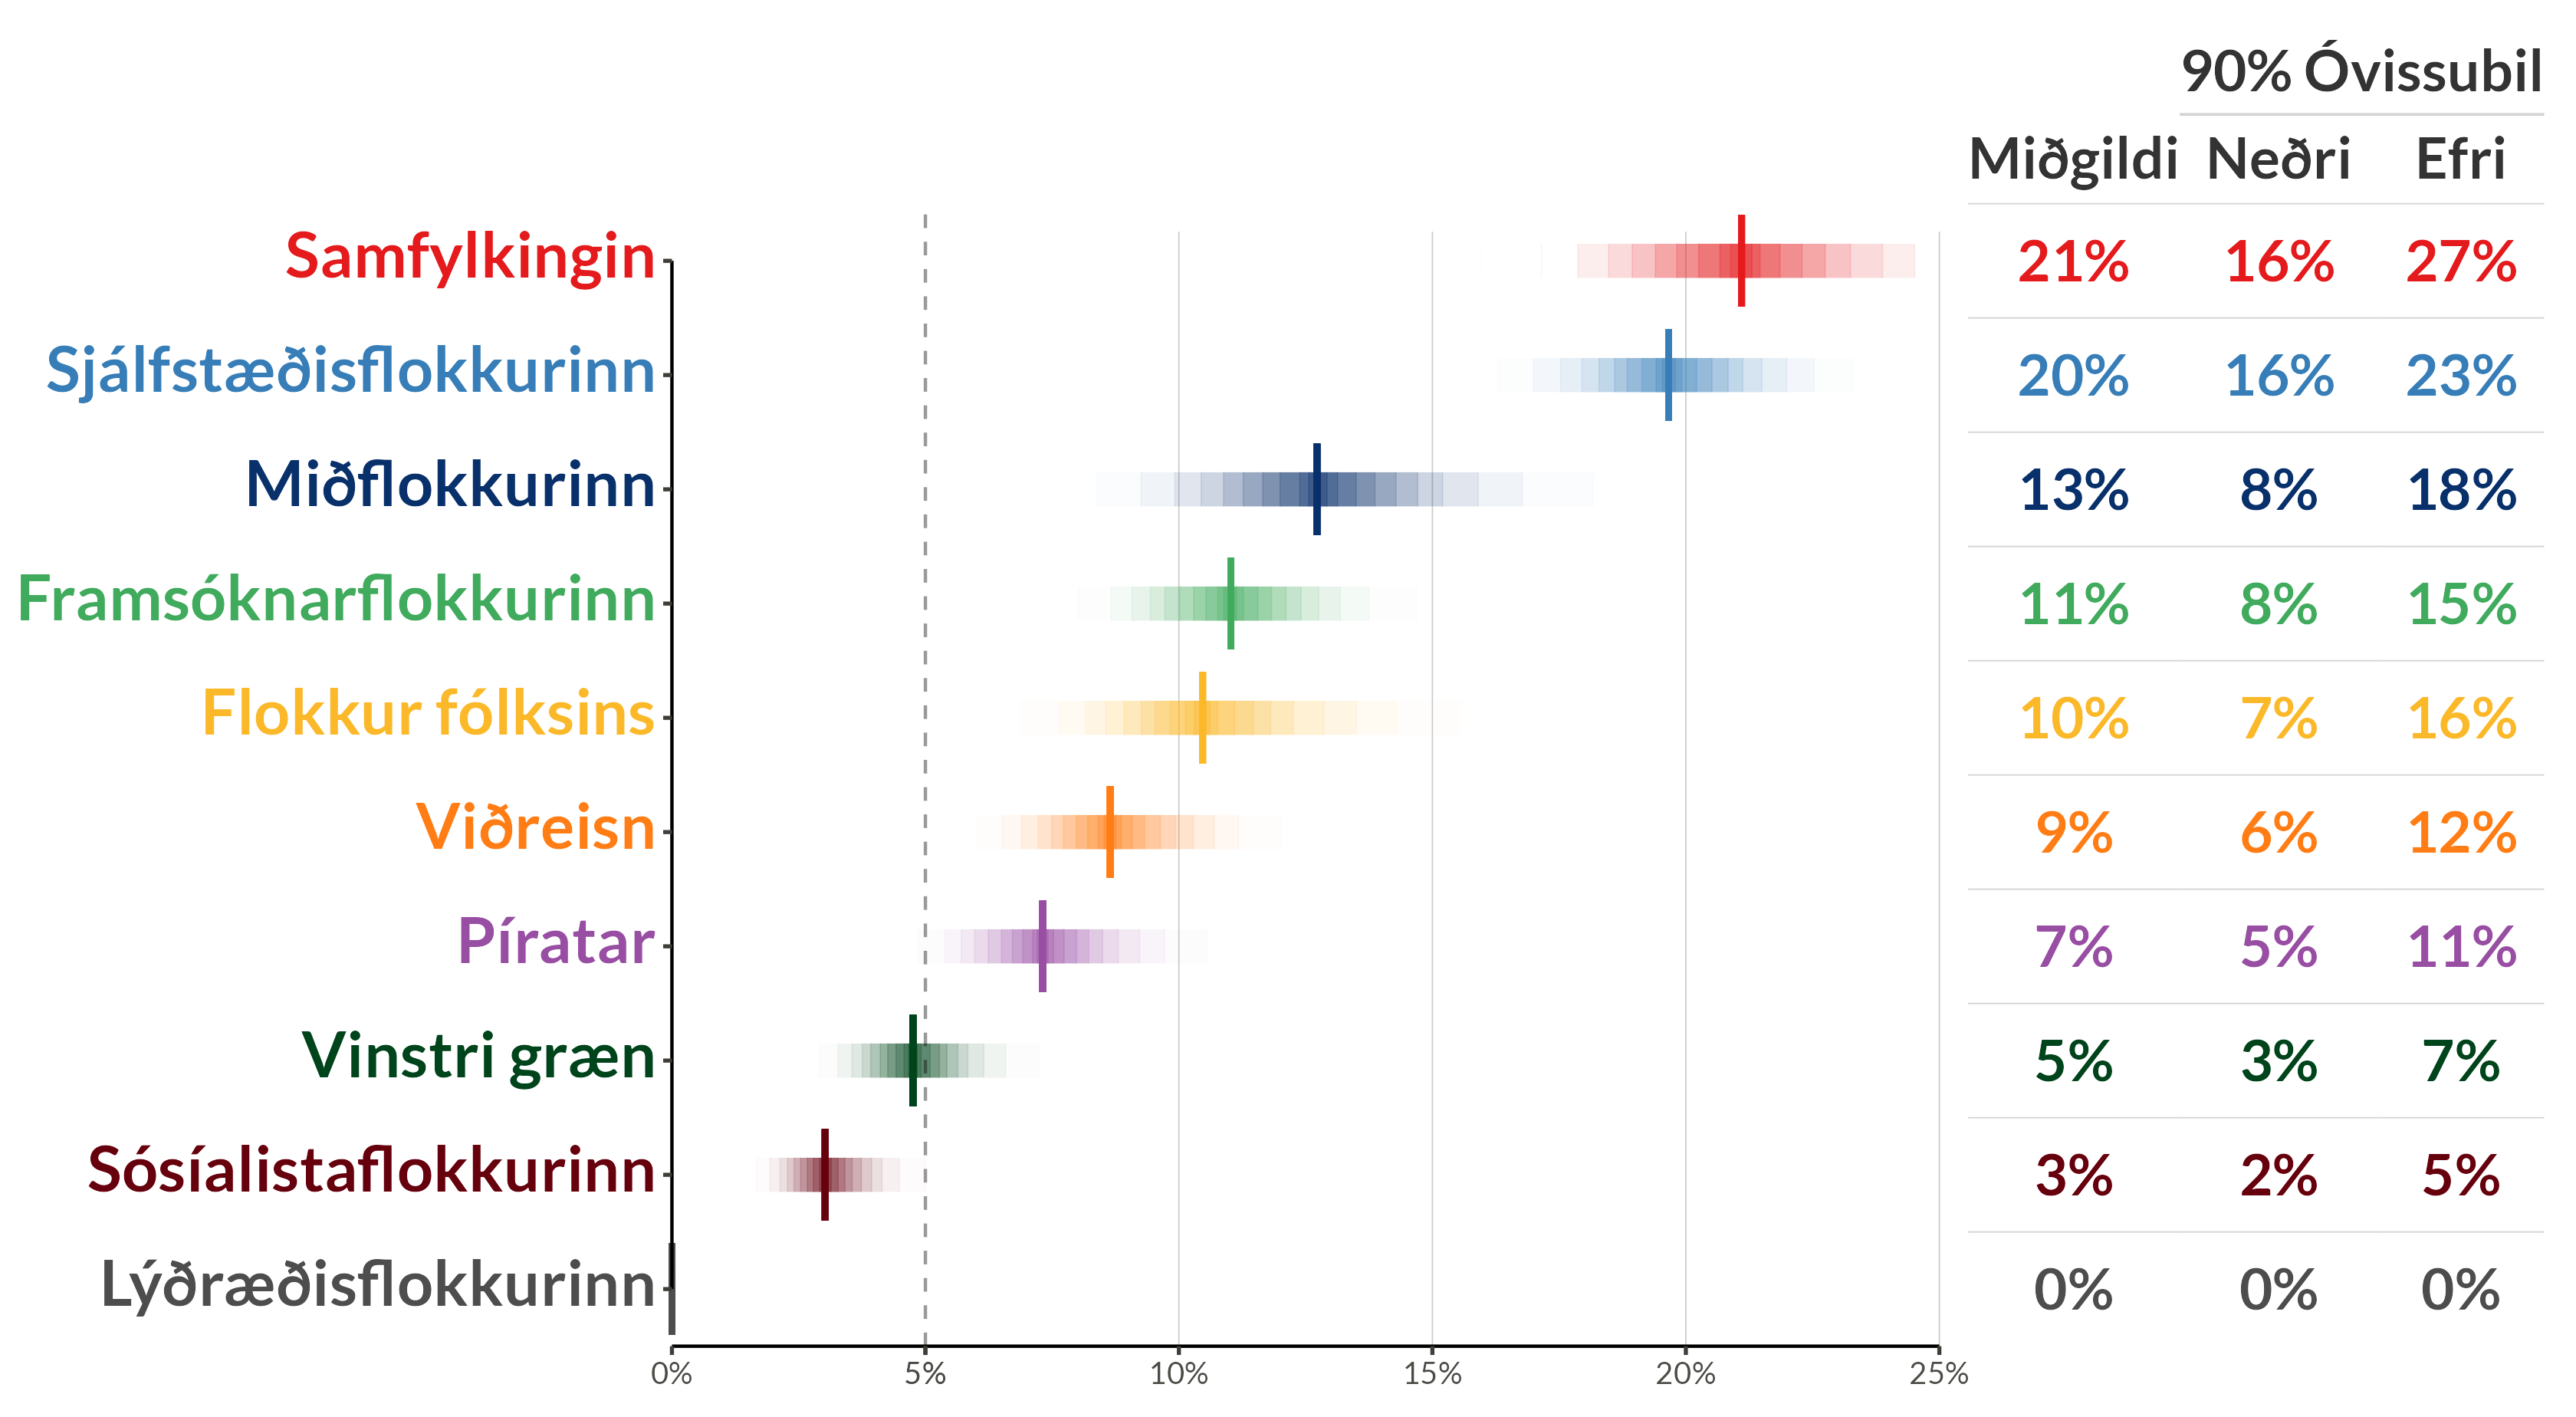 90% Óvissubil
Miðgildi Neðri Efri
Samfylkingin 21% 16% 27%
Sjálfstæðisflokkurinn 20% 16% 23%
Miðflokkurinn 13% 8% 18%
Framsóknarflokkurinn 11% 8% 15%
Flokkur fólksins 10% 7% 16%
Viðreisn 9% 6% 12%
Píratar 7% 5% 11%
Vinstri græn 5% 3% 7%
Sósíalistaflokkurinn 3% 2% 5%
Lýðræðisflokkurinn 0% 0% 0%
0% 5% 10% 15% 20% 25%